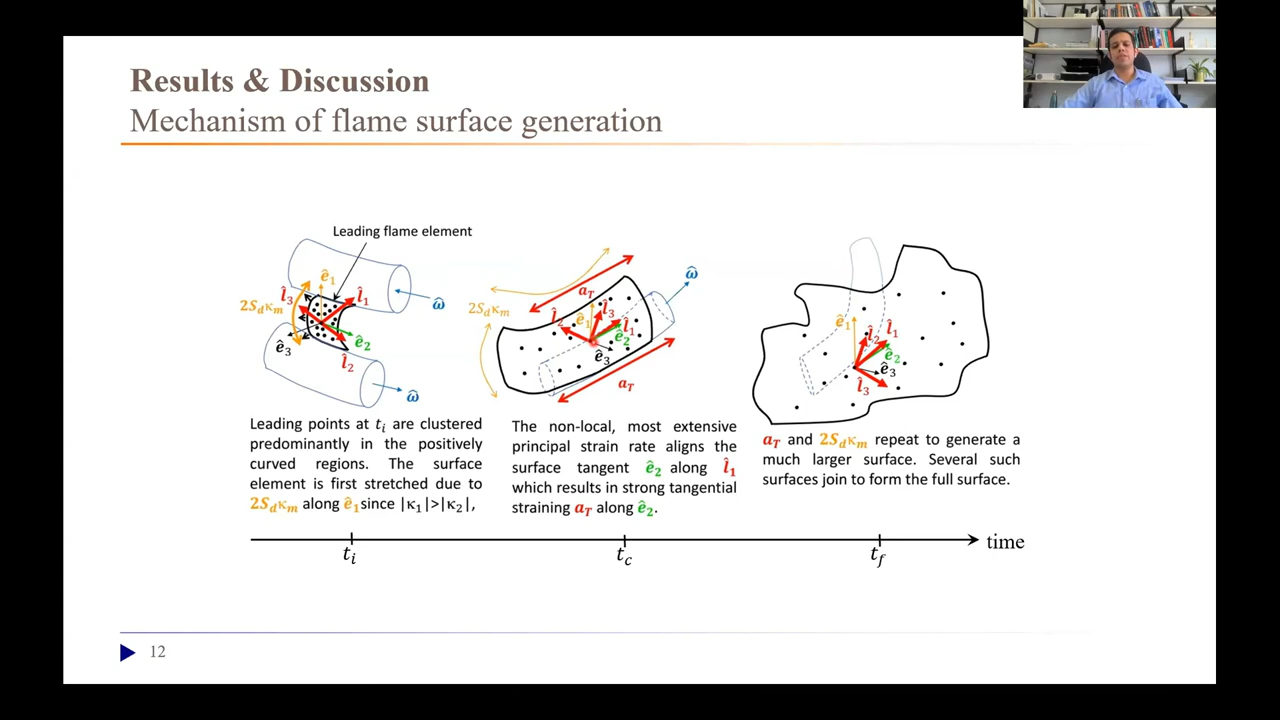 Results & Discussion
Mechanism of flame surface generation
Leading flame element
2S_dκ_m
l̂₃
ê₁
l̂₁
ω̂
ê₃
ê₂
l̂₂
ω̂
2S_dκ_m
a_T
ω̂
l̂₂
ê₁
l̂₃
l̂₁
ê₂
ê₃
a_T
ê₁
l̂₂
l̂₁
ê₂
ê₃
l̂₃
Leading points at t_i are clustered
predominantly in the positively
curved regions. The surface
element is first stretched due to
2S_dκ_m along ê₁since |κ₁|>|κ₂|,
The non-local, most extensive
principal strain rate aligns the
surface tangent ê₂ along l̂₁
which results in strong tangential
straining a_T along ê₂.
a_T and 2S_dκ_m repeat to generate a
much larger surface. Several such
surfaces join to form the full surface.
t_i
t_c
t_f
time
12